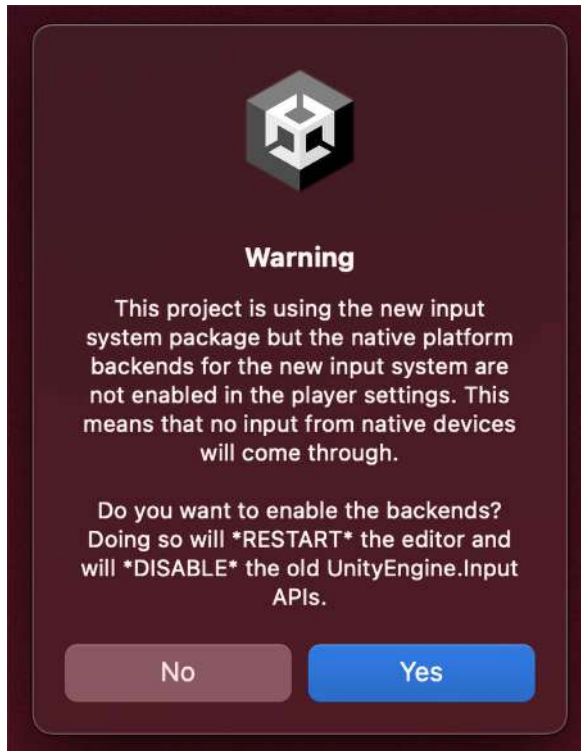 Warning
This project is using the new input
system package but the native platform
backends for the new input system are
not enabled in the player settings. This
means that no input from native devices
will come through.
Do you want to enable the backends?
Doing so will *RESTART* the editor and
will *DISABLE* the old UnityEngine.Input
APIs.
No
Yes